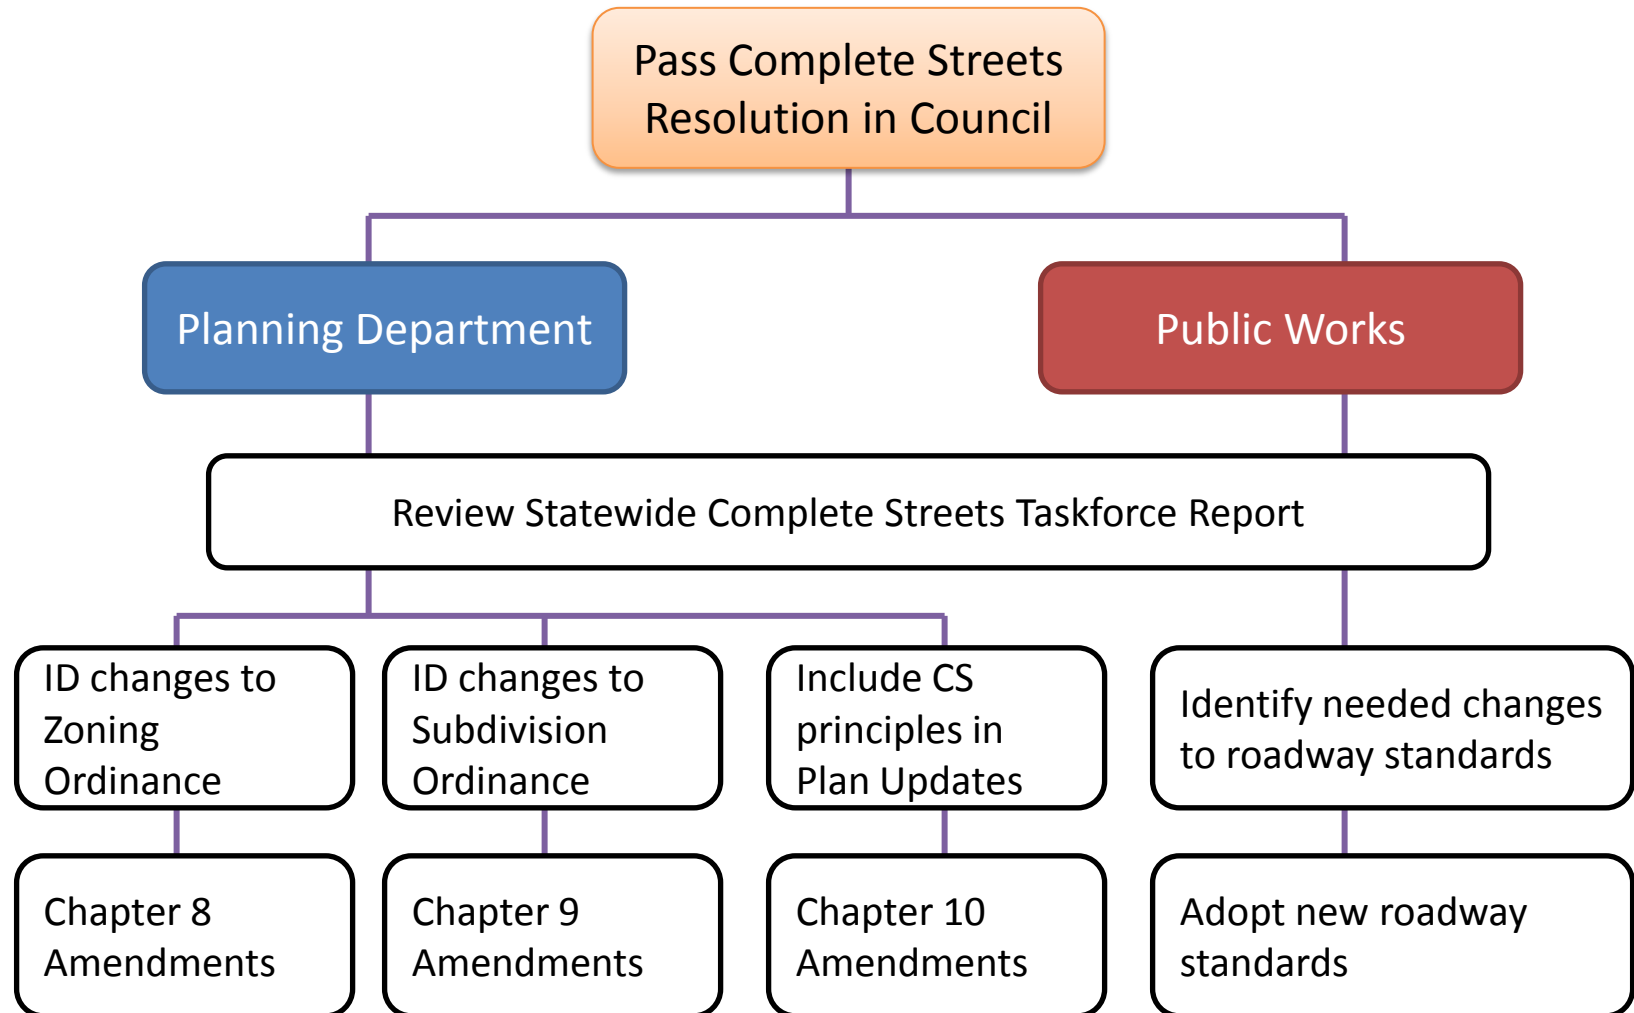 Pass Complete Streets
Resolution in Council
Planning Department
Public Works
Review Statewide Complete Streets Taskforce Report
ID changes to
Zoning
Ordinance
ID changes to
Subdivision
Ordinance
Include CS
principles in
Plan Updates
Identify needed changes
to roadway standards
Chapter 8
Amendments
Chapter 9
Amendments
Chapter 10
Amendments
Adopt new roadway
standards